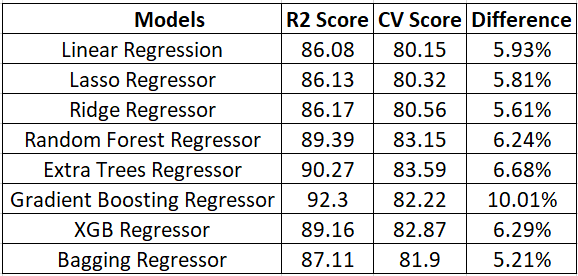 Models R2 Score CV Score Difference
Linear Regression 86.08 80.15 5.93%
Lasso Regressor 86.13 80.32 5.81%
Ridge Regressor 86.17 80.56 5.61%
Random Forest Regressor 89.39 83.15 6.24%
Extra Trees Regressor 90.27 83.59 6.68%
Gradient Boosting Regressor 92.3 82.22 10.01%
XGB Regressor 89.16 82.87 6.29%
Bagging Regressor 87.11 81.9 5.21%